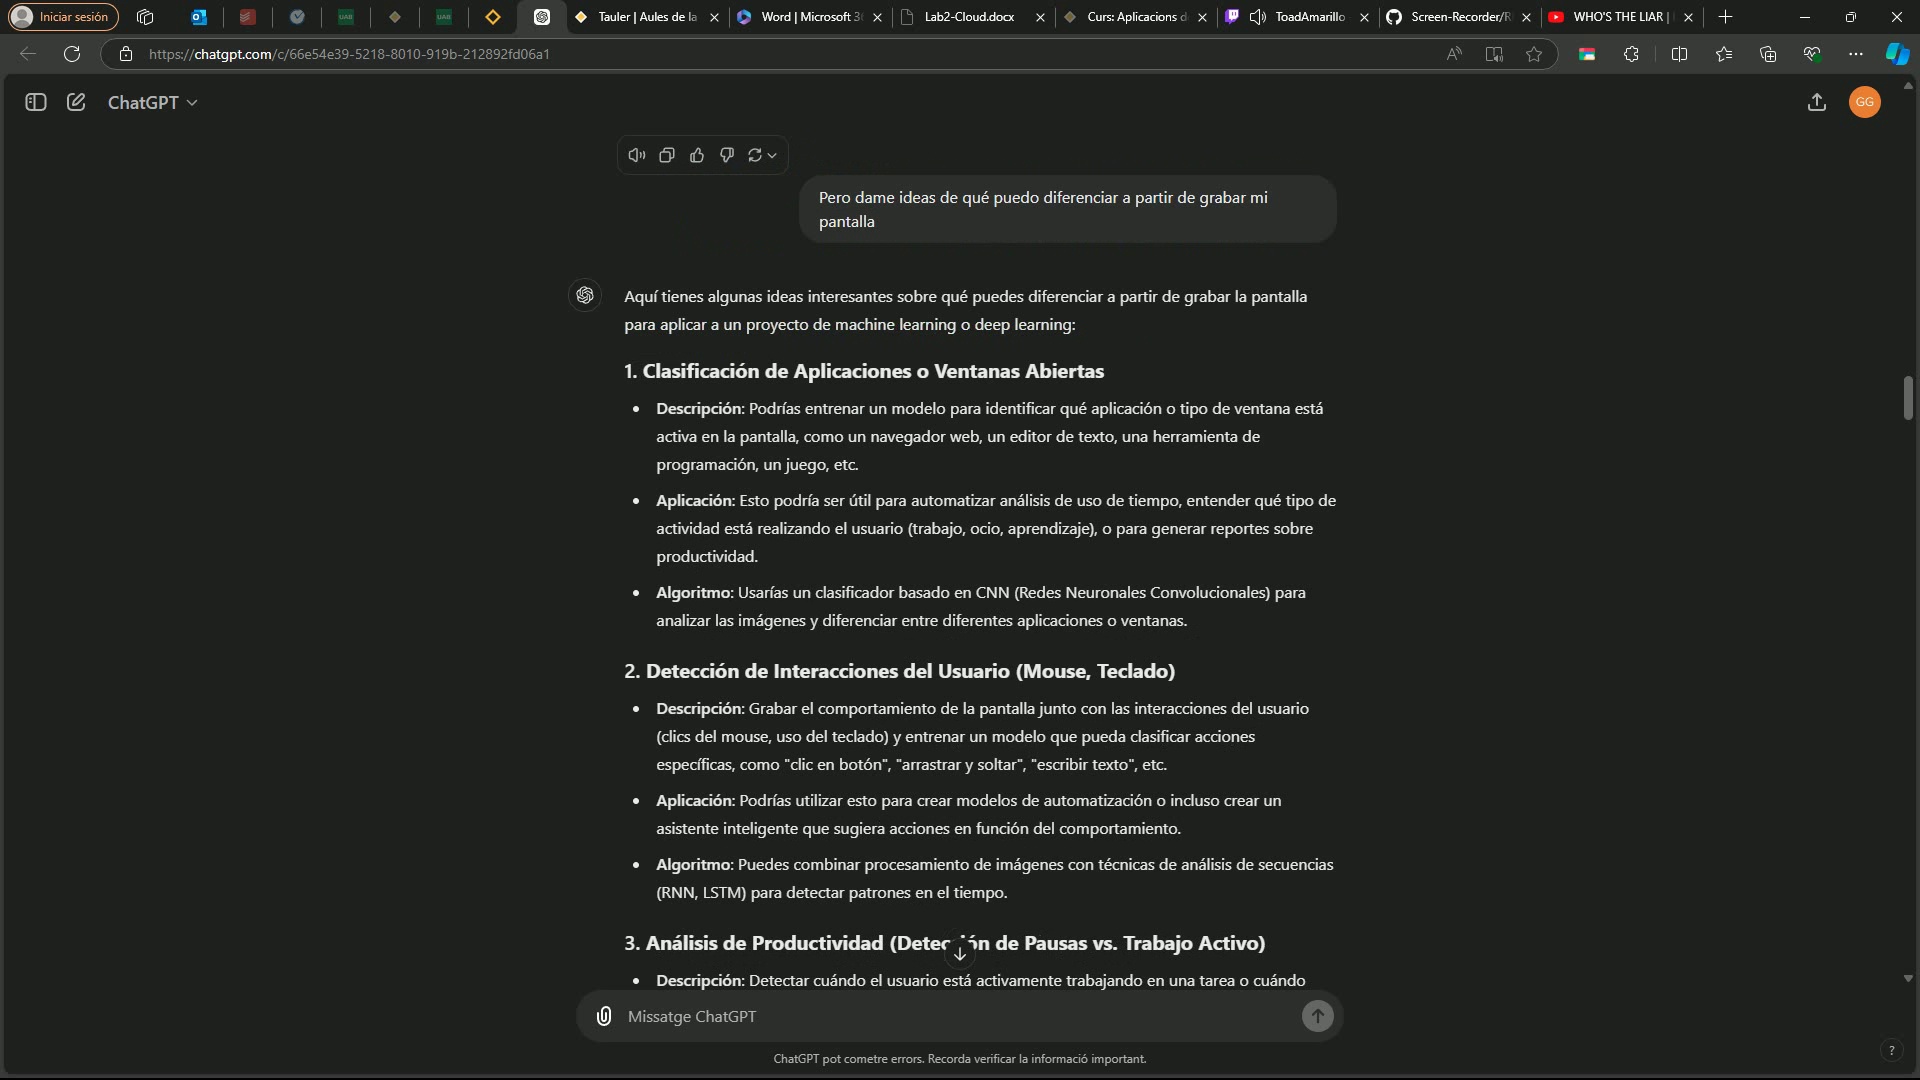 Iniciar sesión
UAB
UAB
Tauler | Aules de la
Word | Microsoft 3
Lab2-Cloud.docx
Curs: Aplicacions d
ToadAmarillo
Screen-Recorder/R
WHO'S THE LIAR |
https://chatgpt.com/c/66e54e39-5218-8010-919b-212892fd06a1
ChatGPT
GG
Pero dame ideas de qué puedo diferenciar a partir de grabar mi
pantalla
Aquí tienes algunas ideas interesantes sobre qué puedes diferenciar a partir de grabar la pantalla
para aplicar a un proyecto de machine learning o deep learning:
1. Clasificación de Aplicaciones o Ventanas Abiertas
• Descripción: Podrías entrenar un modelo para identificar qué aplicación o tipo de ventana está
activa en la pantalla, como un navegador web, un editor de texto, una herramienta de
programación, un juego, etc.
• Aplicación: Esto podría ser útil para automatizar análisis de uso de tiempo, entender qué tipo de
actividad está realizando el usuario (trabajo, ocio, aprendizaje), o para generar reportes sobre
productividad.
• Algoritmo: Usarías un clasificador basado en CNN (Redes Neuronales Convolucionales) para
analizar las imágenes y diferenciar entre diferentes aplicaciones o ventanas.
2. Detección de Interacciones del Usuario (Mouse, Teclado)
• Descripción: Grabar el comportamiento de la pantalla junto con las interacciones del usuario
(clics del mouse, uso del teclado) y entrenar un modelo que pueda clasificar acciones
específicas, como "clic en botón", "arrastrar y soltar", "escribir texto", etc.
• Aplicación: Podrías utilizar esto para crear modelos de automatización o incluso crear un
asistente inteligente que sugiera acciones en función del comportamiento.
• Algoritmo: Puedes combinar procesamiento de imágenes con técnicas de análisis de secuencias
(RNN, LSTM) para detectar patrones en el tiempo.
3. Análisis de Productividad (Detección de Pausas vs. Trabajo Activo)
• Descripción: Detectar cuándo el usuario está activamente trabajando en una tarea o cuándo
Missatge ChatGPT
ChatGPT pot cometre errors. Recorda verificar la informació important.
?